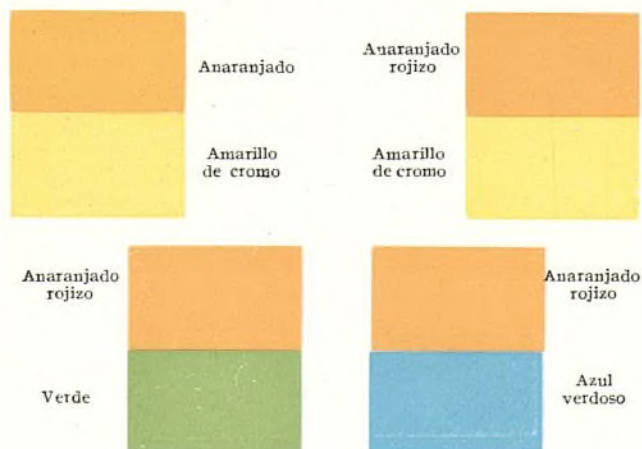 Anaranjado
Amarillo
de cromo
Anaranjado
rojizo
Amarillo
de cromo
Anaranjado
rojizo
Verde
Anaranjado
rojizo
Azul
verdoso